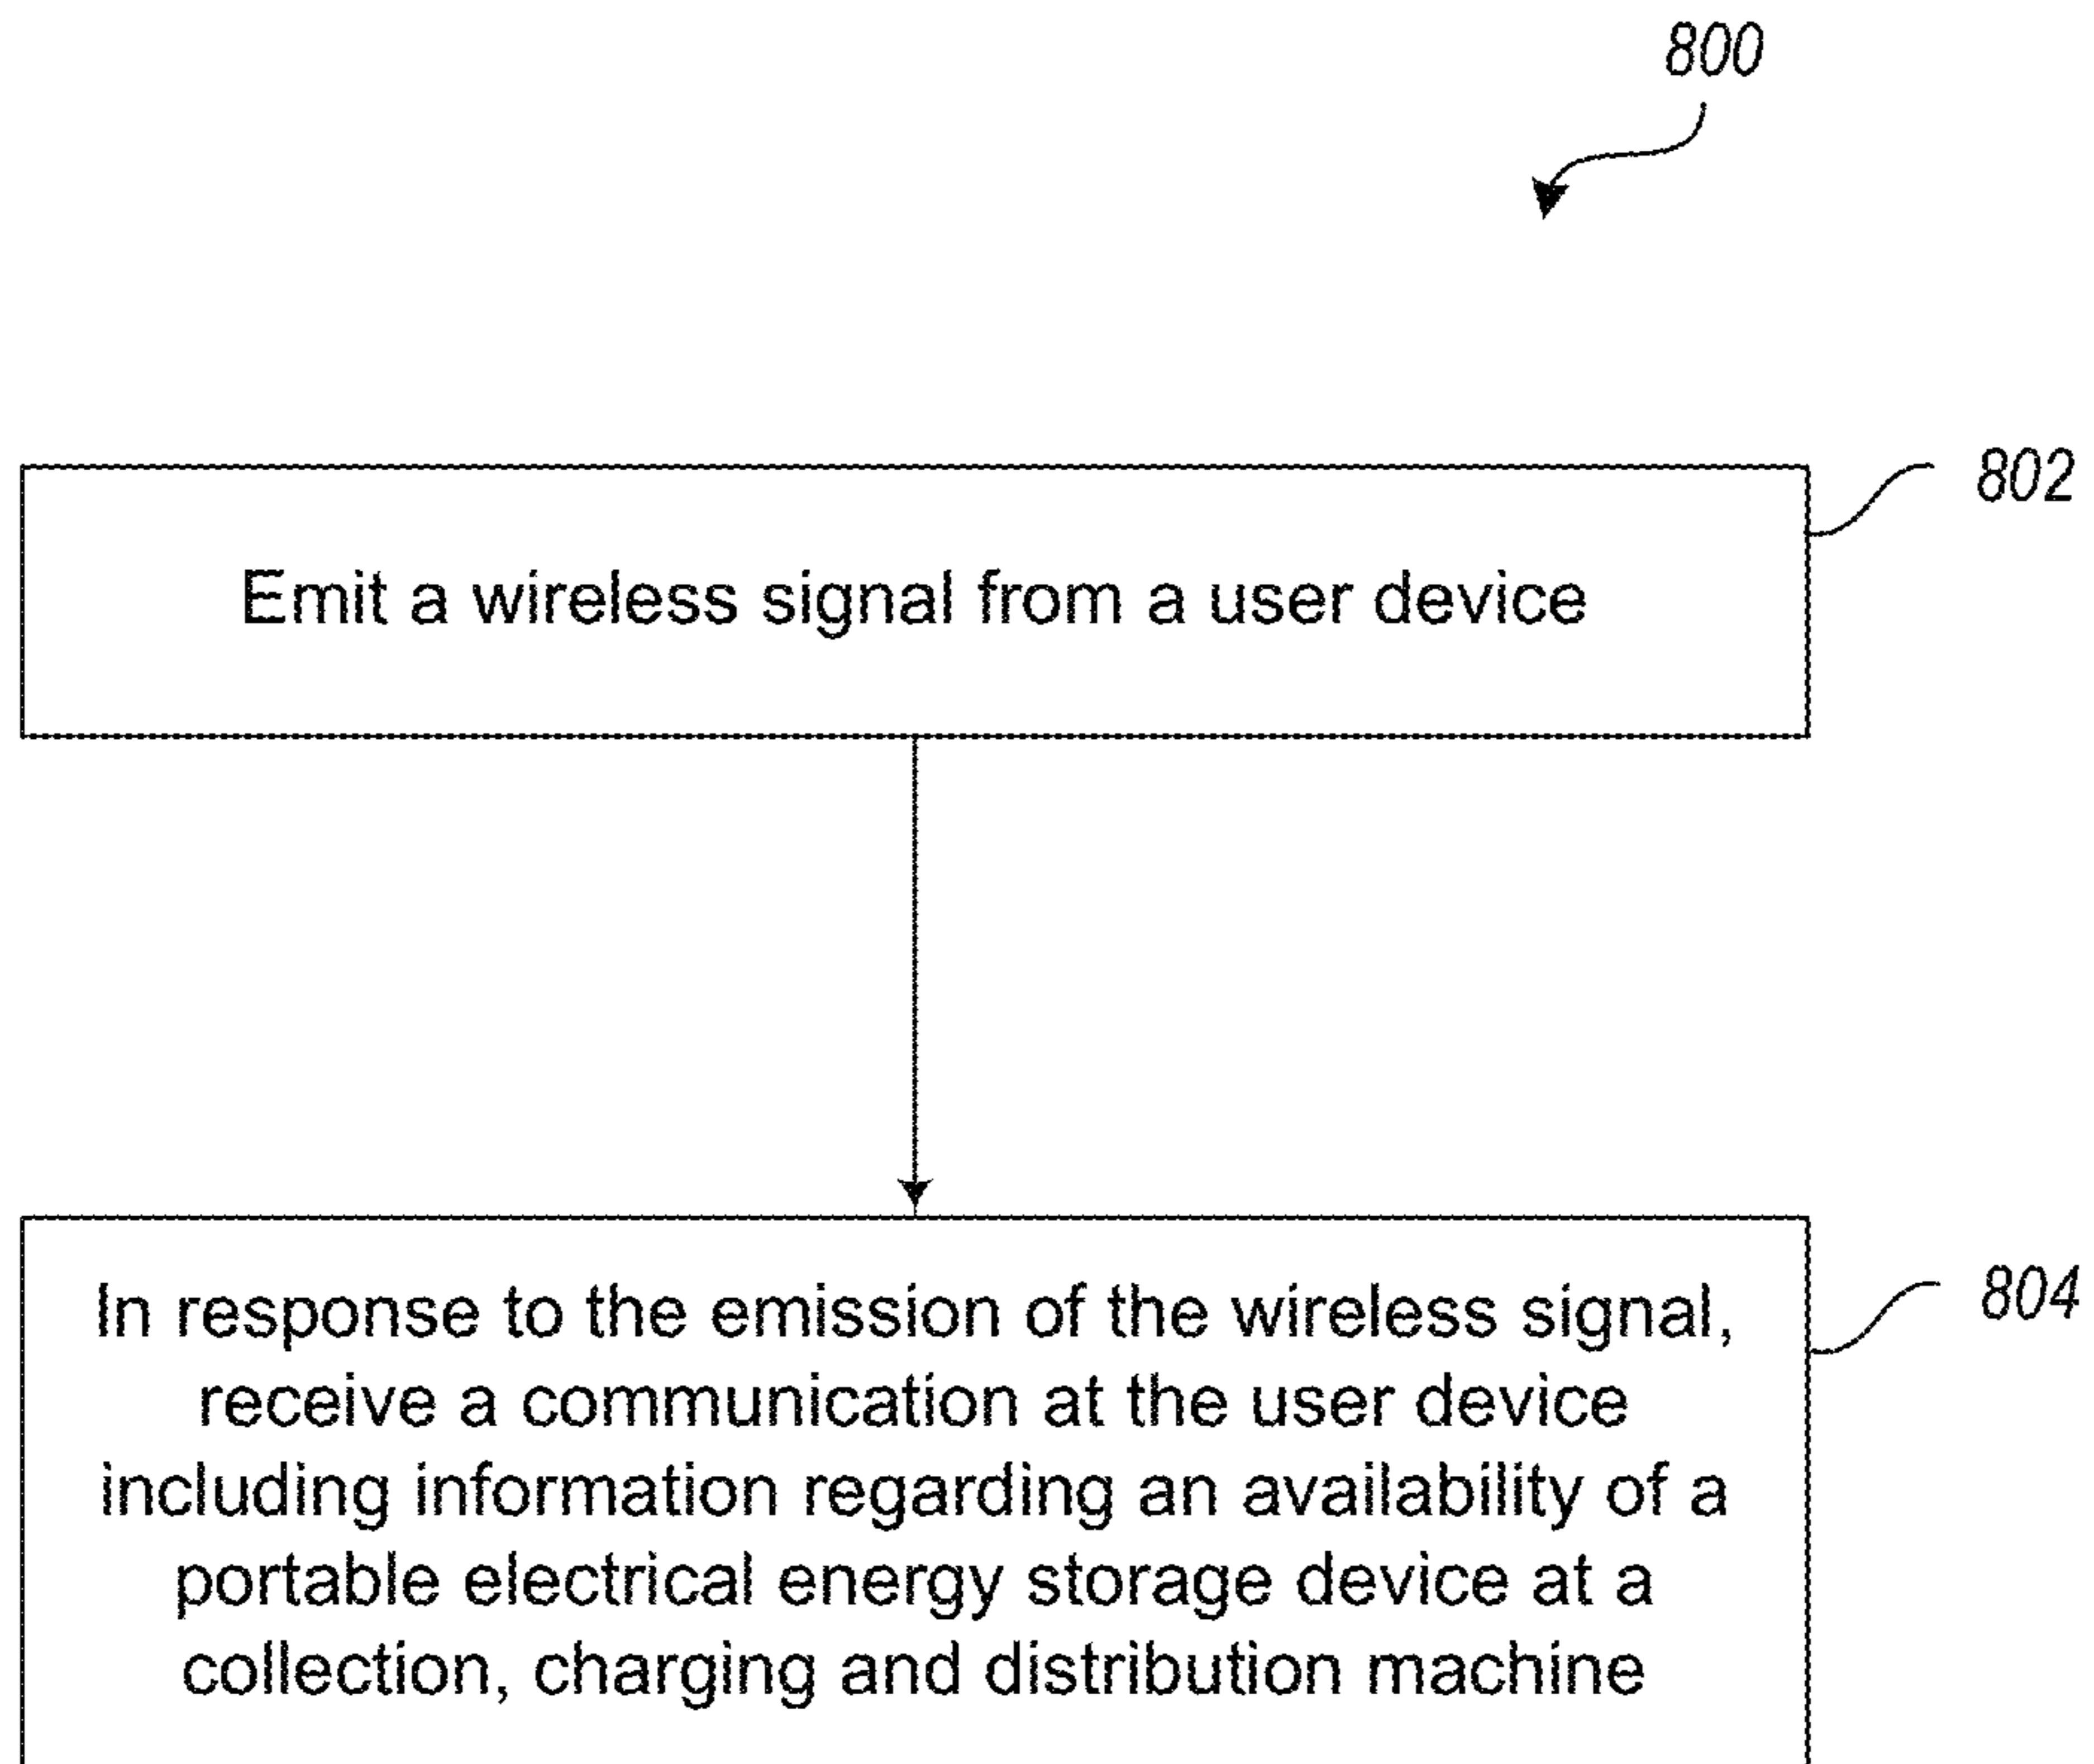 800
802
Emit a wireless signal from a user device
804
In response to the emission of the wireless signal,
receive a communication at the user device
including information regarding an availability of a
portable electrical energy storage device at a
collection, charging and distribution machine